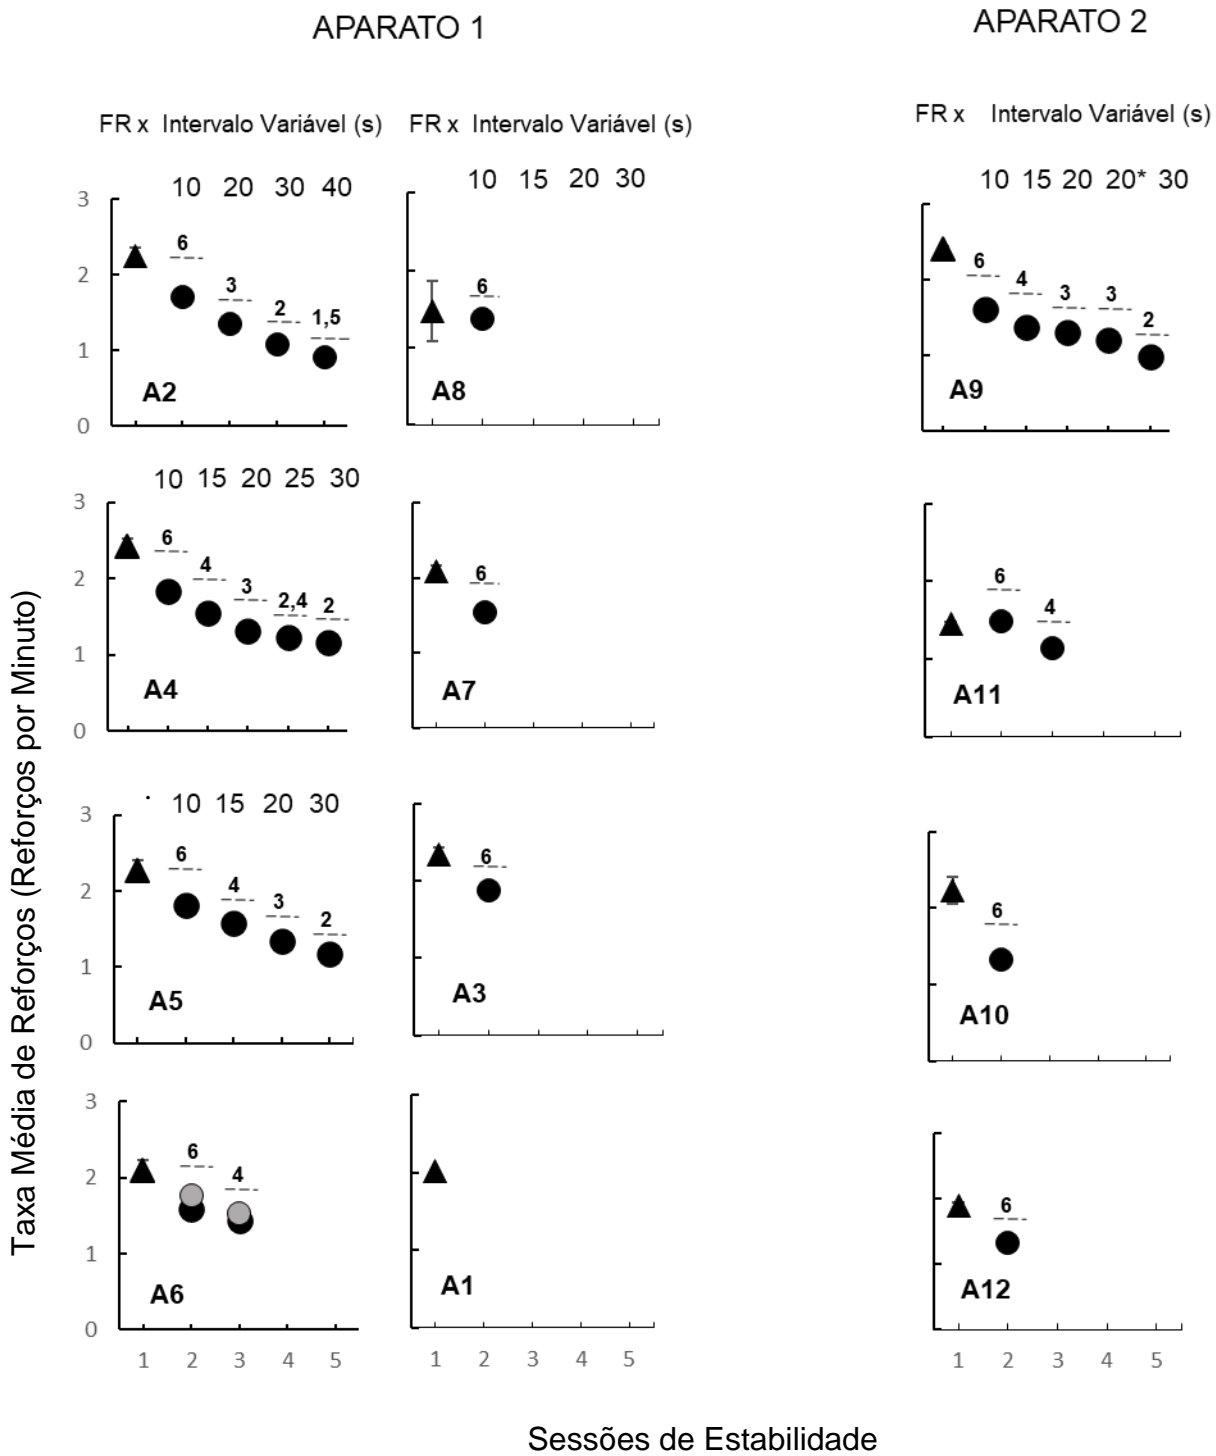 APARATO 1
APARATO 2
FR x Intervalo Variável (s)
FR x Intervalo Variável (s)
FR x Intervalo Variável (s)
10 20 30 40
3
2
1
0
6
3
2
1,5
A2
10 15 20 30
6
A8
10 15 20 20* 30
6
4
3
3
2
A9
10 15 20 25 30
3
2
1
0
6
4
3
2,4
2
A4
6
A7
6
4
A11
10 15 20 30
3
2
1
0
6
4
3
2
A5
6
A3
6
A10
3
2
1
0
6
4
A6
A1
6
A12
1 2 3 4 5
1 2 3 4 5
1 2 3 4 5
Taxa Média de Reforços (Reforços por Minuto)
Sessões de Estabilidade